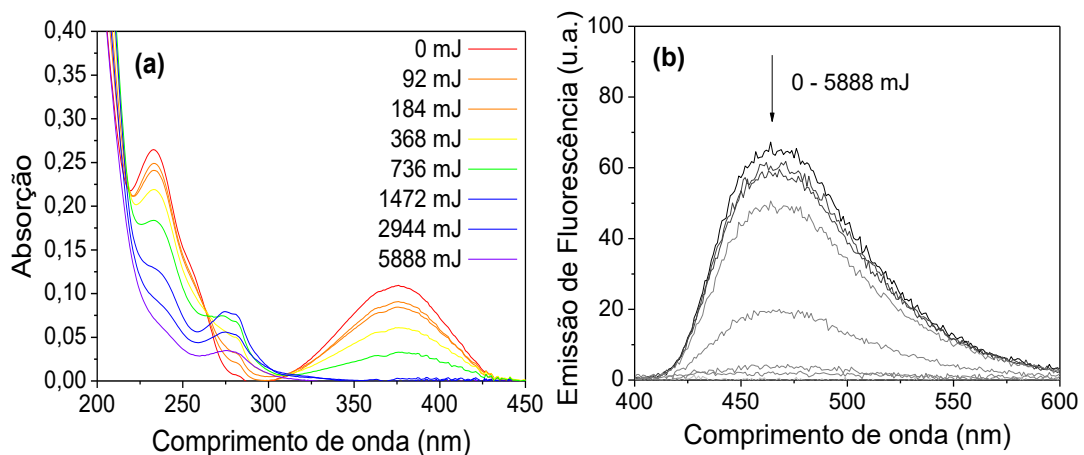 (a)
0 mJ
92 mJ
184 mJ
368 mJ
736 mJ
1472 mJ
2944 mJ
5888 mJ
0,40
0,35
0,30
0,25
0,20
0,15
0,10
0,05
0,00
Absorção
200 250 300 350 400 450
Comprimento de onda (nm)
(b)
0 - 5888 mJ
100
80
60
40
20
0
Emissão de Fluorescência (u.a.)
400 450 500 550 600
Comprimento de onda (nm)